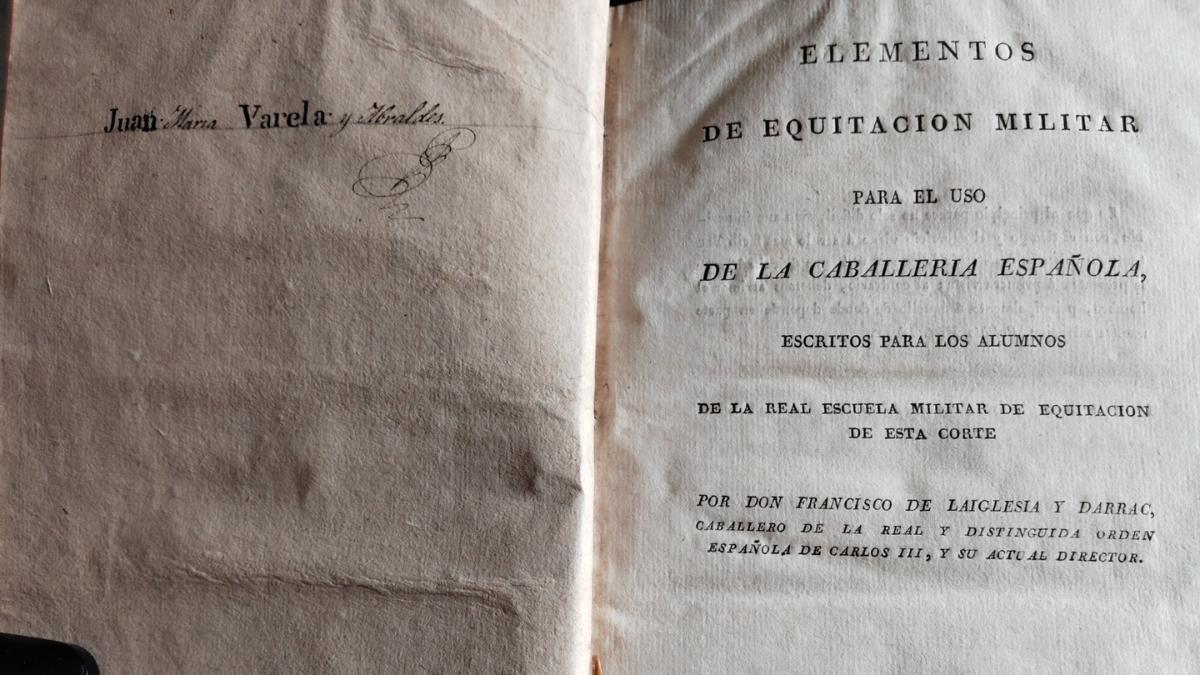 Juan Maria Varela y Abraldes.
ELEMENTOS
DE EQUITACION MILITAR
PARA EL USO
DE LA CABALLERIA ESPAÑOLA,
ESCRITOS PARA LOS ALUMNOS
DE LA REAL ESCUELA MILITAR DE EQUITACION
DE ESTA CORTE
POR DON FRANCISCO DE LAIGLESIA Y DARRAC,
CABALLERO DE LA REAL Y DISTINGUIDA ORDEN
ESPAÑOLA DE CARLOS III, Y SU ACTUAL DIRECTOR.